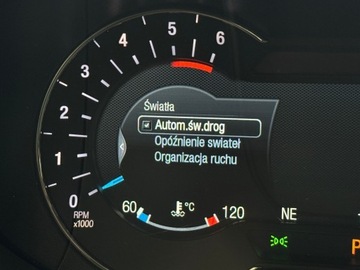 6
5
4
3
2
1
0
RPM
x1000
Światła
Autom.św.drog
Opóźnienie świateł
Organizacja ruchu
60
°C
120
NE
P